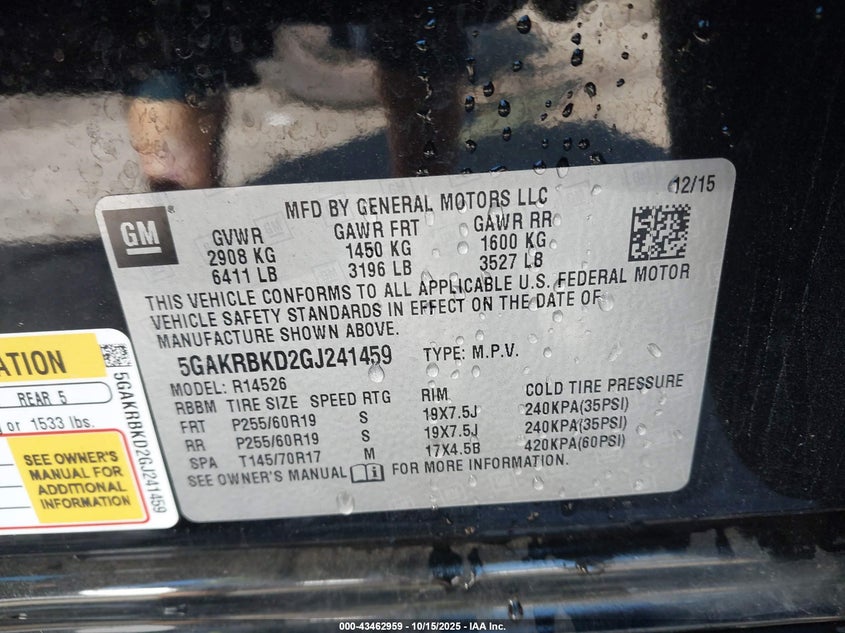 12/15
MFD BY GENERAL MOTORS LLC
GM
GVWR GAWR FRT GAWR RR
2908 KG 1450 KG 1600 KG
6411 LB 3196 LB 3527 LB
THIS VEHICLE CONFORMS TO ALL APPLICABLE U.S. FEDERAL MOTOR
VEHICLE SAFETY STANDARDS IN EFFECT ON THE DATE OF
MANUFACTURE SHOWN ABOVE.
5GAKRBKD2GJ241459 TYPE: M.P.V.
MODEL: R14526
RBBM TIRE SIZE SPEED RTG RIM COLD TIRE PRESSURE
FRT P255/60R19 S 19X7.5J 240KPA(35PSI)
RR P255/60R19 S 19X7.5J 240KPA(35PSI)
SPA T145/70R17 M 17X4.5B 420KPA(60PSI)
SEE OWNER'S MANUAL i FOR MORE INFORMATION.
ATION
REAR 5
or 1533 lbs.
SEE OWNER'S
MANUAL FOR
ADDITIONAL
INFORMATION
5GAKRBKD2GJ241459
000-43462959 - 10/15/2025 - IAA Inc.